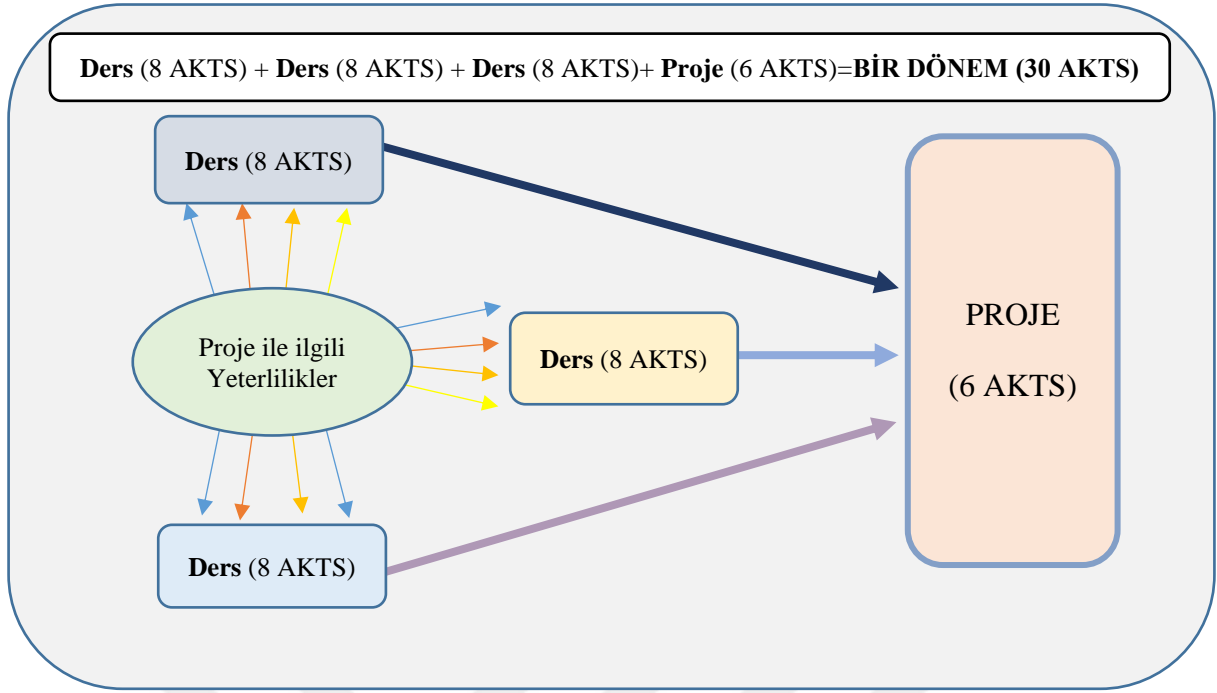 Ders (8 AKTS) + Ders (8 AKTS) + Ders (8 AKTS)+ Proje (6 AKTS)=BİR DÖNEM (30 AKTS)
Ders (8 AKTS)
Proje ile ilgili
Yeterlilikler
Ders (8 AKTS)
Ders (8 AKTS)
PROJE
(6 AKTS)